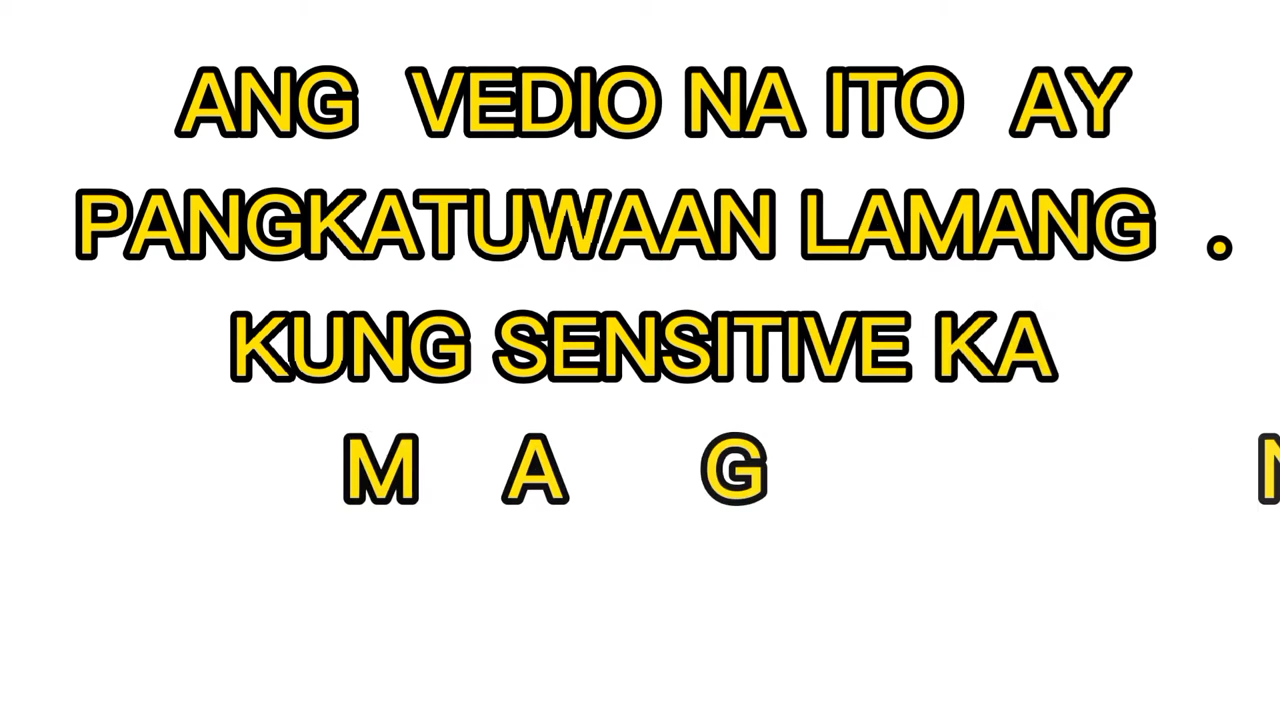 ANG VEDIO NA ITO AY
PANGKATUWAAN LAMANG .
KUNG SENSITIVE KA
M A G